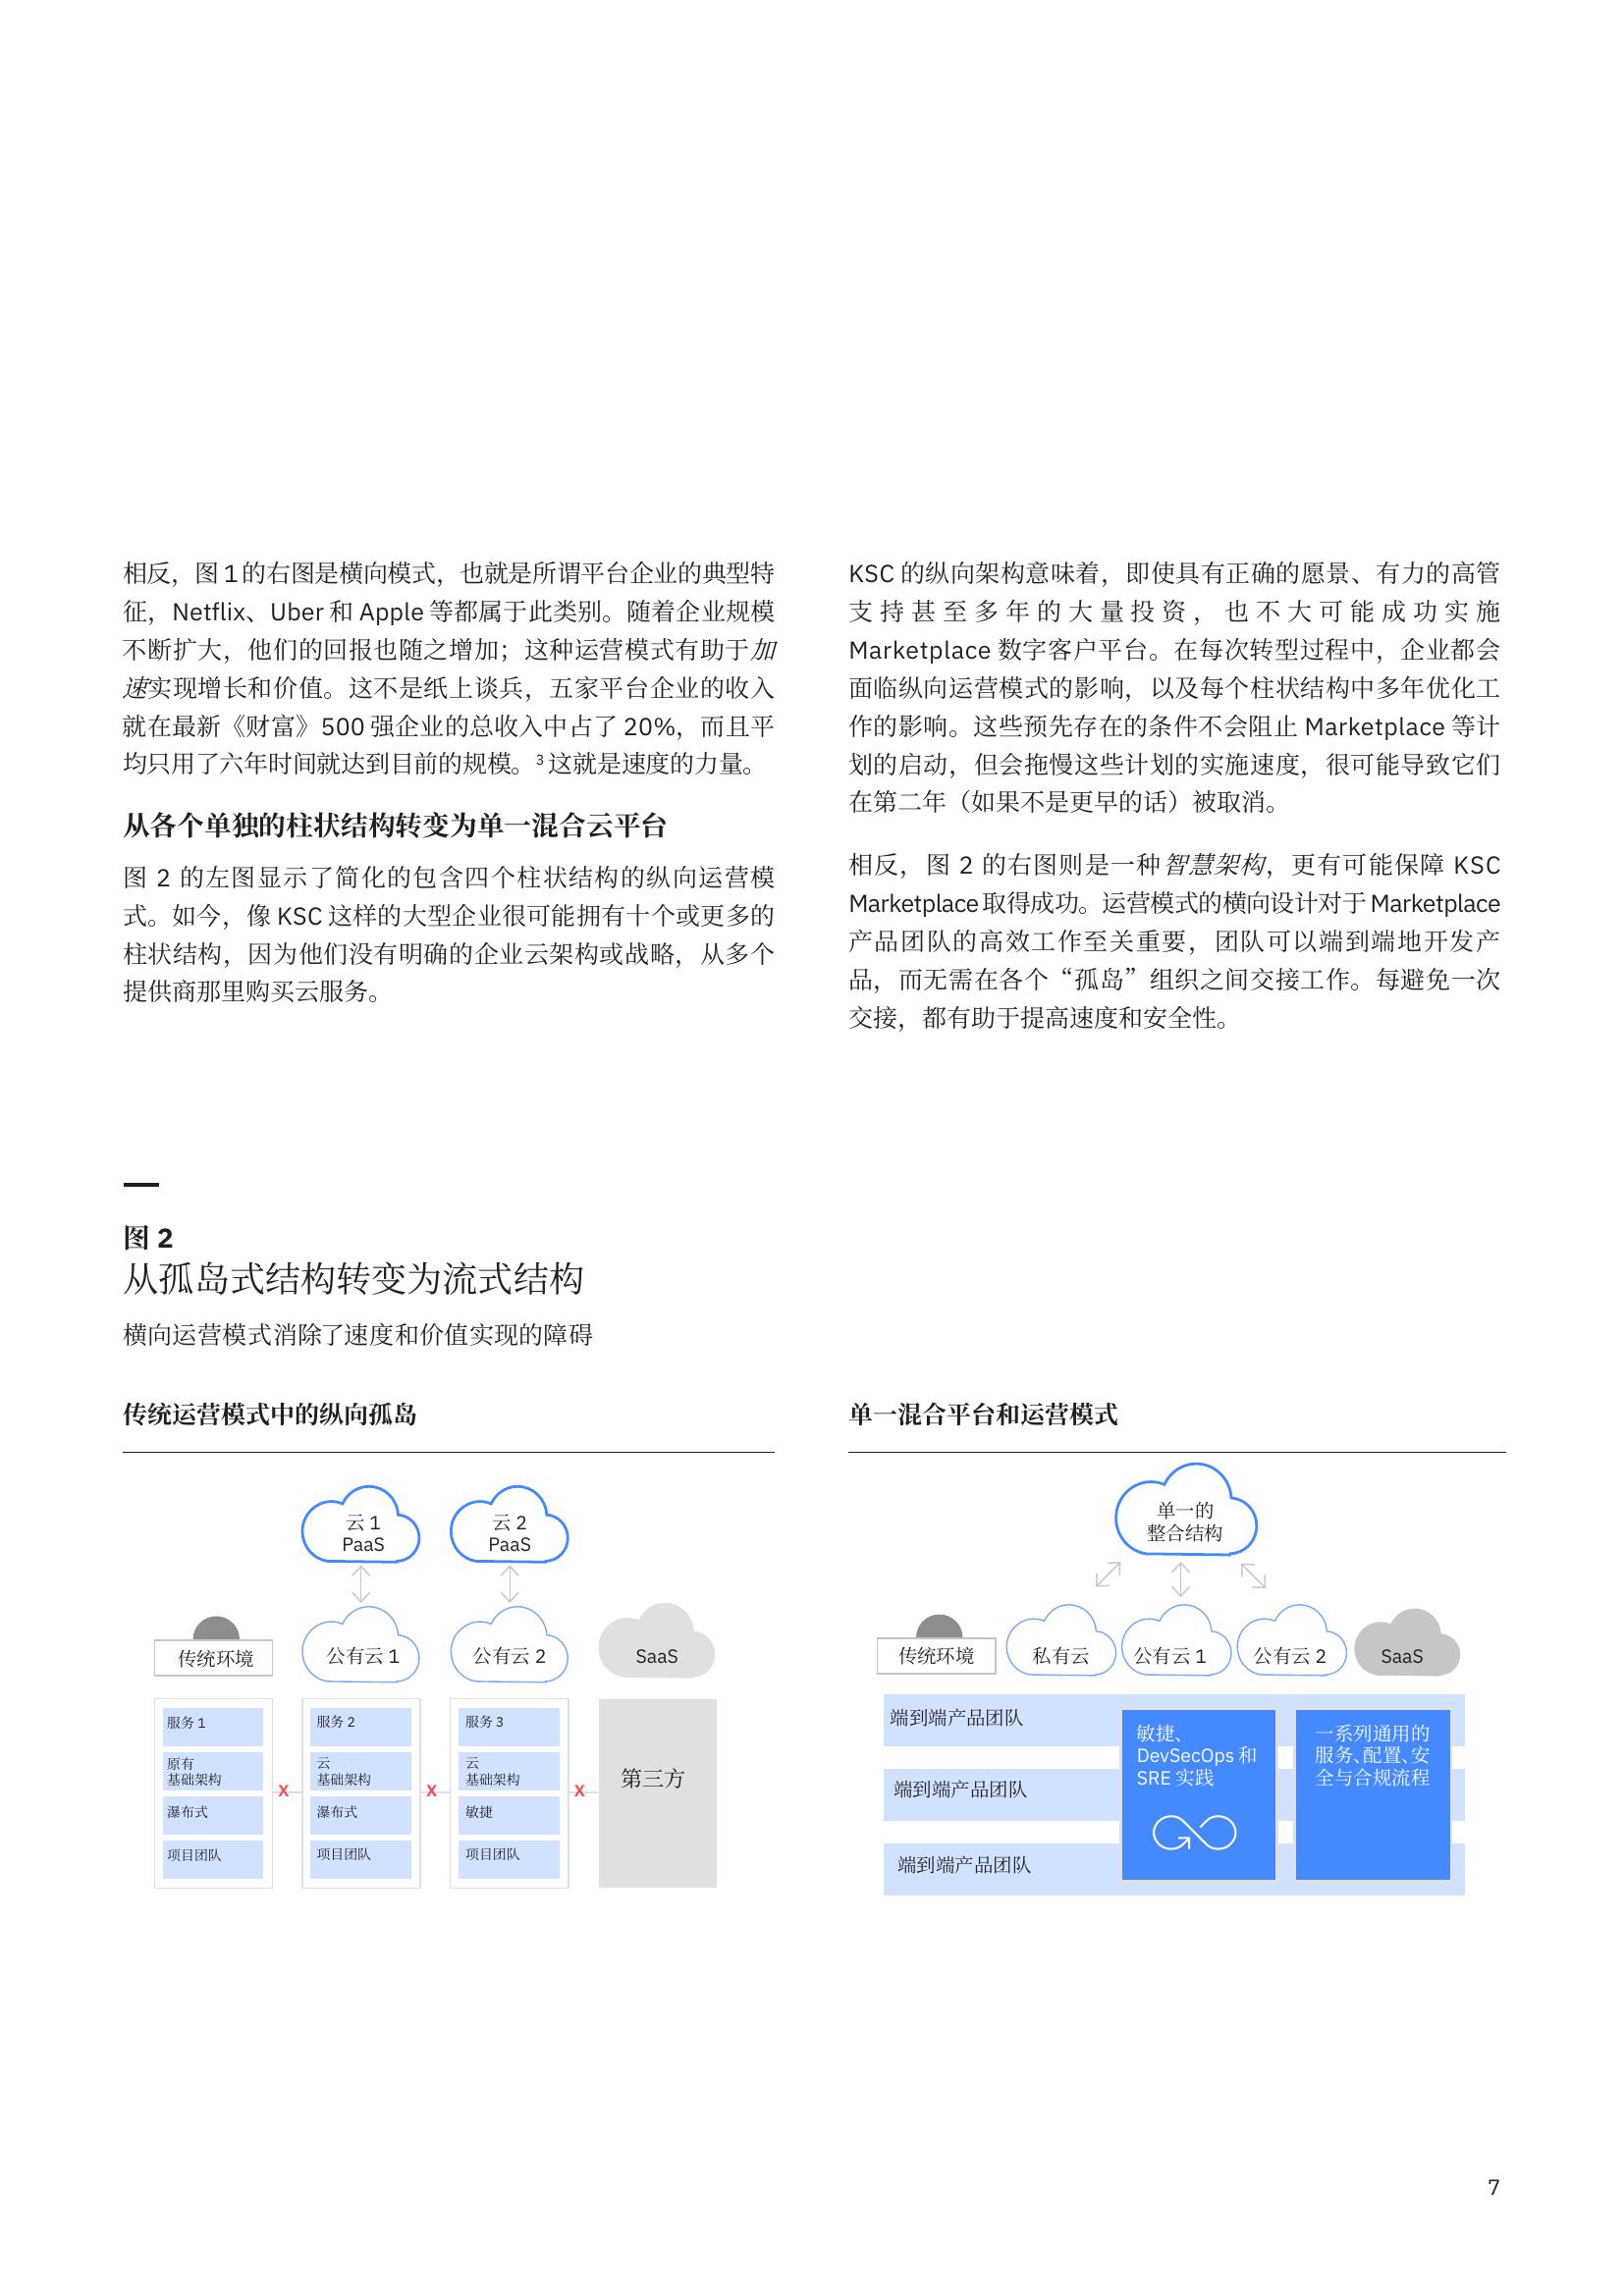 相反，图 1 的右图是横向模式，也就是所谓平台企业的典型特
征，Netflix、Uber 和 Apple 等都属于此类别。随着企业规模
不断扩大，他们的回报也随之增加；这种运营模式有助于加
速实现增长和价值。这不是纸上谈兵，五家平台企业的收入
就在最新《财富》500 强企业的总收入中占了 20%，而且平
均只用了六年时间就达到目前的规模。3 这就是速度的力量。
从各个单独的柱状结构转变为单一混合云平台
图 2 的左图显示了简化的包含四个柱状结构的纵向运营模
式。如今，像 KSC 这样的大型企业很可能拥有十个或更多的
柱状结构，因为他们没有明确的企业云架构或战略，从多个
提供商那里购买云服务。
KSC 的纵向架构意味着，即使具有正确的愿景、有力的高管
支持甚至多年的大量投资，也不大可能成功实施
Marketplace 数字客户平台。在每次转型过程中，企业都会
面临纵向运营模式的影响，以及每个柱状结构中多年优化工
作的影响。这些预先存在的条件不会阻止 Marketplace 等计
划的启动，但会拖慢这些计划的实施速度，很可能导致它们
在第二年（如果不是更早的话）被取消。
相反，图 2 的右图则是一种智慧架构，更有可能保障 KSC
Marketplace 取得成功。运营模式的横向设计对于 Marketplace
产品团队的高效工作至关重要，团队可以端到端地开发产
品，而无需在各个“孤岛”组织之间交接工作。每避免一次
交接，都有助于提高速度和安全性。
图 2
从孤岛式结构转变为流式结构
横向运营模式消除了速度和价值实现的障碍
传统运营模式中的纵向孤岛
云 1
PaaS
云 2
PaaS
传统环境
公有云 1
公有云 2
SaaS
服务 1
原有
基础架构
瀑布式
项目团队
X
服务 2
云
基础架构
瀑布式
项目团队
X
服务 3
云
基础架构
敏捷
项目团队
X
第三方
单一混合平台和运营模式
单一的
整合结构
传统环境
私有云
公有云 1
公有云 2
SaaS
端到端产品团队
端到端产品团队
端到端产品团队
敏捷、
DevSecOps 和
SRE 实践
一系列通用的
服务、配置、安
全与合规流程
7